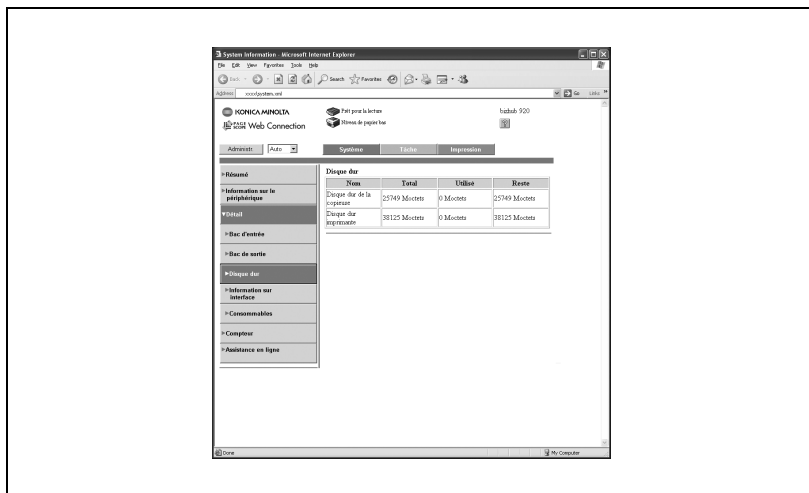 System Information - Microsoft Internet Explorer
File Edit View Favorites Tools Help
Back Search Favorites
Address xxxx/system.xml Go Links
KONICA MINOLTA
PAGE SCOPE Web Connection
Prêt pour la lecture
Niveau de papier bas
bizhub 920
Administr. Auto
Système Tâche Impression
Résumé
Information sur le
périphérique
Détail
Bac d'entrée
Bac de sortie
Disque dur
Information sur
interface
Consommables
Compteur
Assistance en ligne
Disque dur
Nom Total Utilisé Reste
Disque dur de la
copieuse 25749 Moctets 0 Moctets 25749 Moctets
Disque dur
imprimante 38125 Moctets 0 Moctets 38125 Moctets
Done My Computer